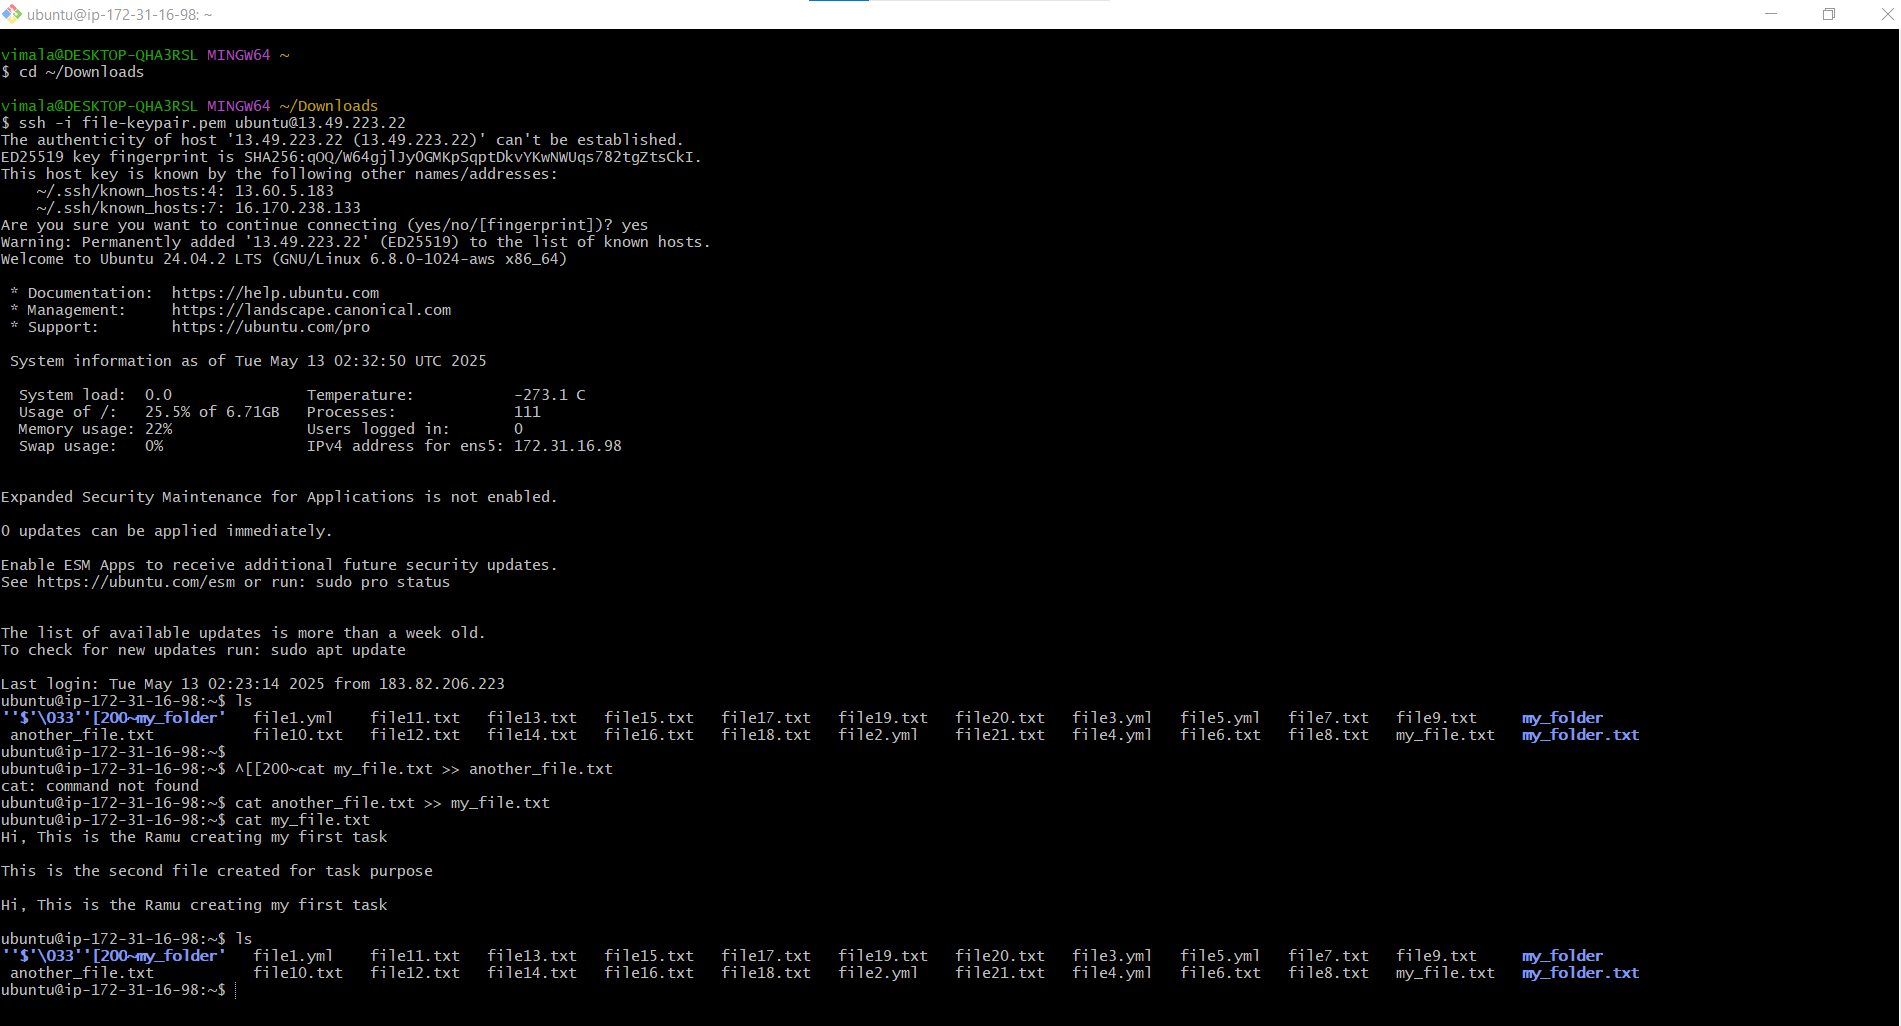 ubuntu@ip-172-31-16-98: ~
vimala@DESKTOP-QHA3RSL MINGW64 ~
$ cd ~/Downloads
vimala@DESKTOP-QHA3RSL MINGW64 ~/Downloads
$ ssh -i file-keypair.pem ubuntu@13.49.223.22
The authenticity of host '13.49.223.22 (13.49.223.22)' can't be established.
ED25519 key fingerprint is SHA256:qOQ/W64gjlJyOGMKpSqptDkvYKwNWUqs782tgZtsCkI.
This host key is known by the following other names/addresses:
    ~/.ssh/known_hosts:4: 13.60.5.183
    ~/.ssh/known_hosts:7: 16.170.238.133
Are you sure you want to continue connecting (yes/no/[fingerprint])? yes
Warning: Permanently added '13.49.223.22' (ED25519) to the list of known hosts.
Welcome to Ubuntu 24.04.2 LTS (GNU/Linux 6.8.0-1024-aws x86_64)
 * Documentation:  https://help.ubuntu.com
 * Management:     https://landscape.canonical.com
 * Support:        https://ubuntu.com/pro
 System information as of Tue May 13 02:32:50 UTC 2025
  System load:  0.0               Temperature:           -273.1 C
  Usage of /:   25.5% of 6.71GB   Processes:             111
  Memory usage: 22%               Users logged in:       0
  Swap usage:   0%                IPv4 address for ens5: 172.31.16.98
Expanded Security Maintenance for Applications is not enabled.
0 updates can be applied immediately.
Enable ESM Apps to receive additional future security updates.
See https://ubuntu.com/esm or run: sudo pro status
The list of available updates is more than a week old.
To check for new updates run: sudo apt update
Last login: Tue May 13 02:23:14 2025 from 183.82.206.223
ubuntu@ip-172-31-16-98:~$ ls
''$'\033''[200~my_folder'   file1.yml    file11.txt   file13.txt   file15.txt   file17.txt   file19.txt   file20.txt   file3.yml   file5.yml   file7.txt   file9.txt     my_folder
 another_file.txt           file10.txt   file12.txt   file14.txt   file16.txt   file18.txt   file2.yml    file21.txt   file4.yml   file6.txt   file8.txt   my_file.txt   my_folder.txt
ubuntu@ip-172-31-16-98:~$
ubuntu@ip-172-31-16-98:~$ ^[[200~cat my_file.txt >> another_file.txt
cat: command not found
ubuntu@ip-172-31-16-98:~$ cat another_file.txt >> my_file.txt
ubuntu@ip-172-31-16-98:~$ cat my_file.txt
Hi, This is the Ramu creating my first task
This is the second file created for task purpose
Hi, This is the Ramu creating my first task
ubuntu@ip-172-31-16-98:~$ ls
''$'\033''[200~my_folder'   file1.yml    file11.txt   file13.txt   file15.txt   file17.txt   file19.txt   file20.txt   file3.yml   file5.yml   file7.txt   file9.txt     my_folder
 another_file.txt           file10.txt   file12.txt   file14.txt   file16.txt   file18.txt   file2.yml    file21.txt   file4.yml   file6.txt   file8.txt   my_file.txt   my_folder.txt
ubuntu@ip-172-31-16-98:~$